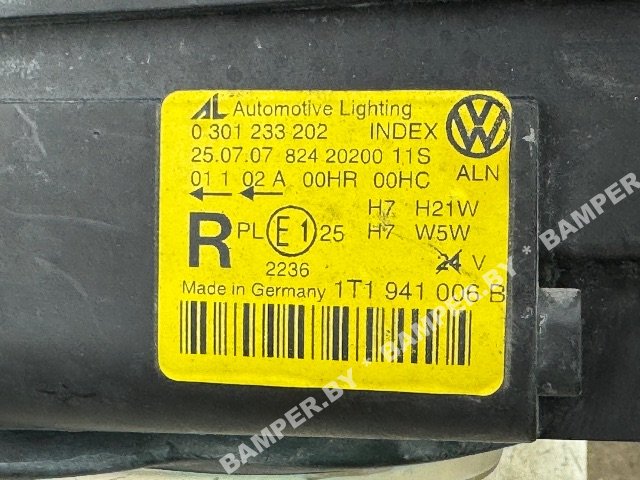 AL Automotive Lighting
0 301 233 202 INDEX
25.07.07 824 20200 11S
ALN
01 1 02 A 00HR 00HC
H7 H21W
R PL E1 25 H7 W5W
2236 24 V
Made in Germany 1T1 941 006 B
BAMPER.BY * BAMPER.BY * BAMPER.BY